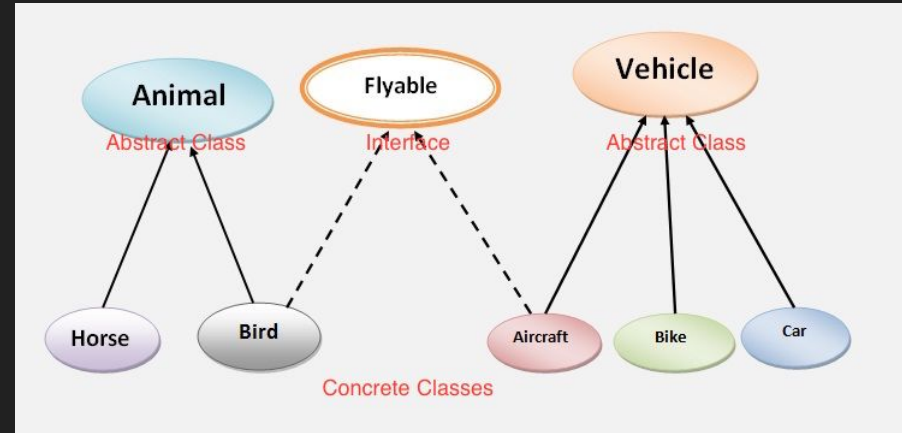 Animal
Flyable
Vehicle
Abstract Class
Interface
Abstract Class
Horse
Bird
Aircraft
Bike
Car
Concrete Classes